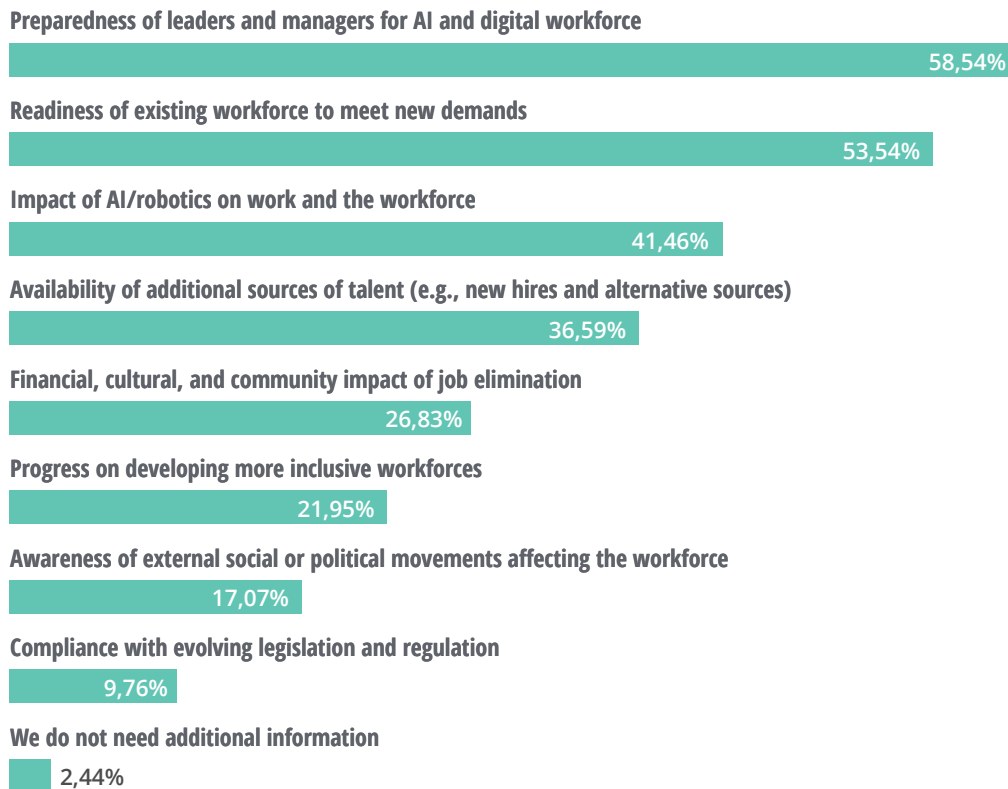 Preparedness of leaders and managers for AI and digital workforce
58,54%
Readiness of existing workforce to meet new demands
53,54%
Impact of AI/robotics on work and the workforce
41,46%
Availability of additional sources of talent (e.g., new hires and alternative sources)
36,59%
Financial, cultural, and community impact of job elimination
26,83%
Progress on developing more inclusive workforces
21,95%
Awareness of external social or political movements affecting the workforce
17,07%
Compliance with evolving legislation and regulation
9,76%
We do not need additional information
2,44%